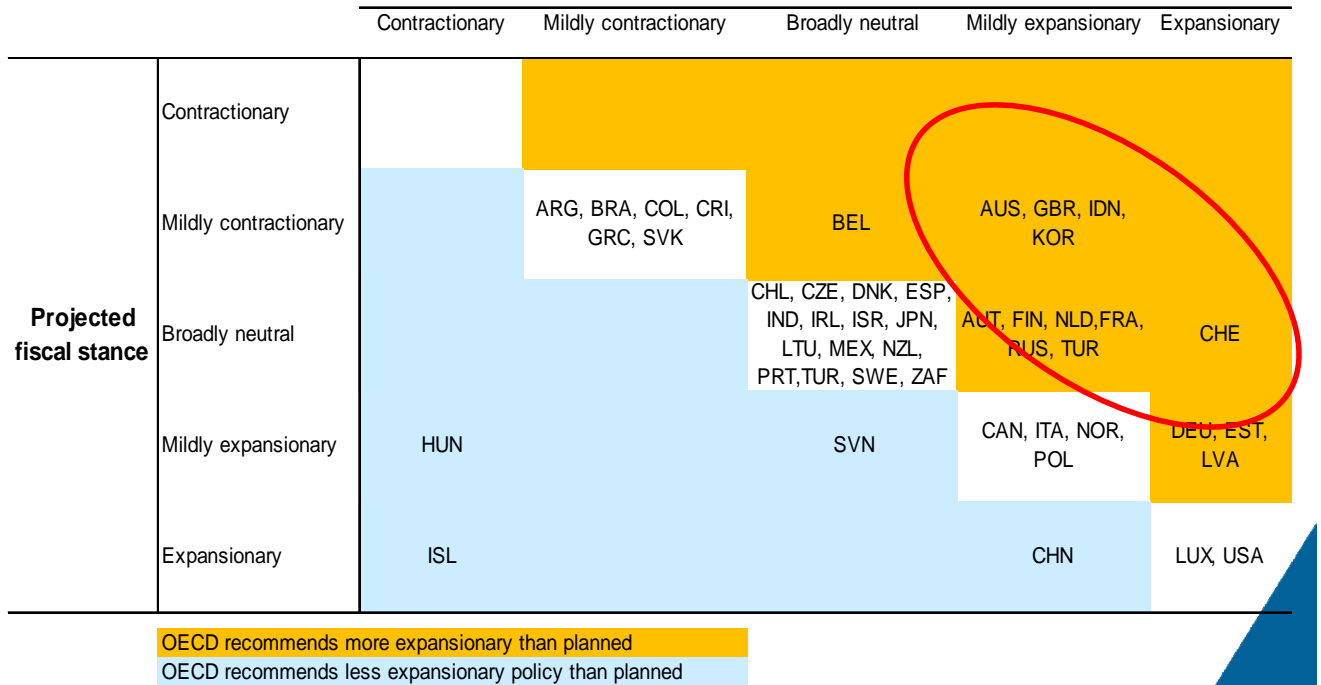 Contractionary Mildly contractionary Broadly neutral Mildly expansionary Expansionary
Contractionary
Mildly contractionary
ARG, BRA, COL, CRI,
GRC, SVK
BEL
AUS, GBR, IDN,
KOR
Projected
fiscal stance
Broadly neutral
CHL, CZE, DNK, ESP,
IND, IRL, ISR, JPN,
LTU, MEX, NZL,
PRT,TUR, SWE, ZAF
AUT, FIN, NLD,FRA,
RUS, TUR
CHE
Mildly expansionary
HUN
SVN
CAN, ITA, NOR,
POL
DEU, EST,
LVA
Expansionary
ISL
CHN
LUX, USA
OECD recommends more expansionary than planned
OECD recommends less expansionary policy than planned